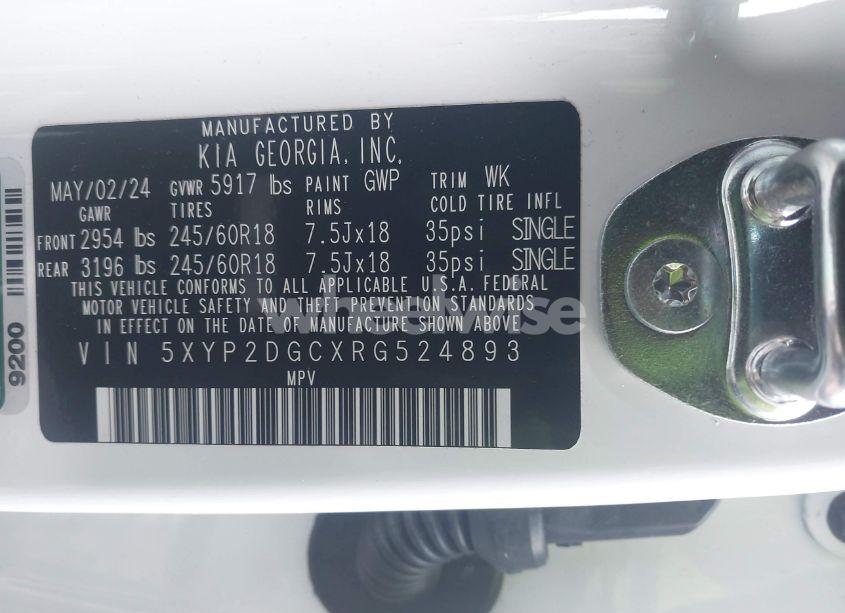 MANUFACTURED BY
KIA GEORGIA, INC.
MAY/02/24 GVWR 5917 lbs PAINT GWP TRIM WK
GAWR TIRES RIMS COLD TIRE INFL
FRONT 2954 lbs 245/60R18 7.5Jx18 35psi SINGLE
REAR 3196 lbs 245/60R18 7.5Jx18 35psi SINGLE
THIS VEHICLE CONFORMS TO ALL APPLICABLE U.S.A. FEDERAL
MOTOR VEHICLE SAFETY AND THEFT PREVENTION STANDARDS
IN EFFECT ON THE DATE OF MANUFACTURE SHOWN ABOVE
VIN 5XYP2DGCXRG524893
MPV
9200
wheelwise